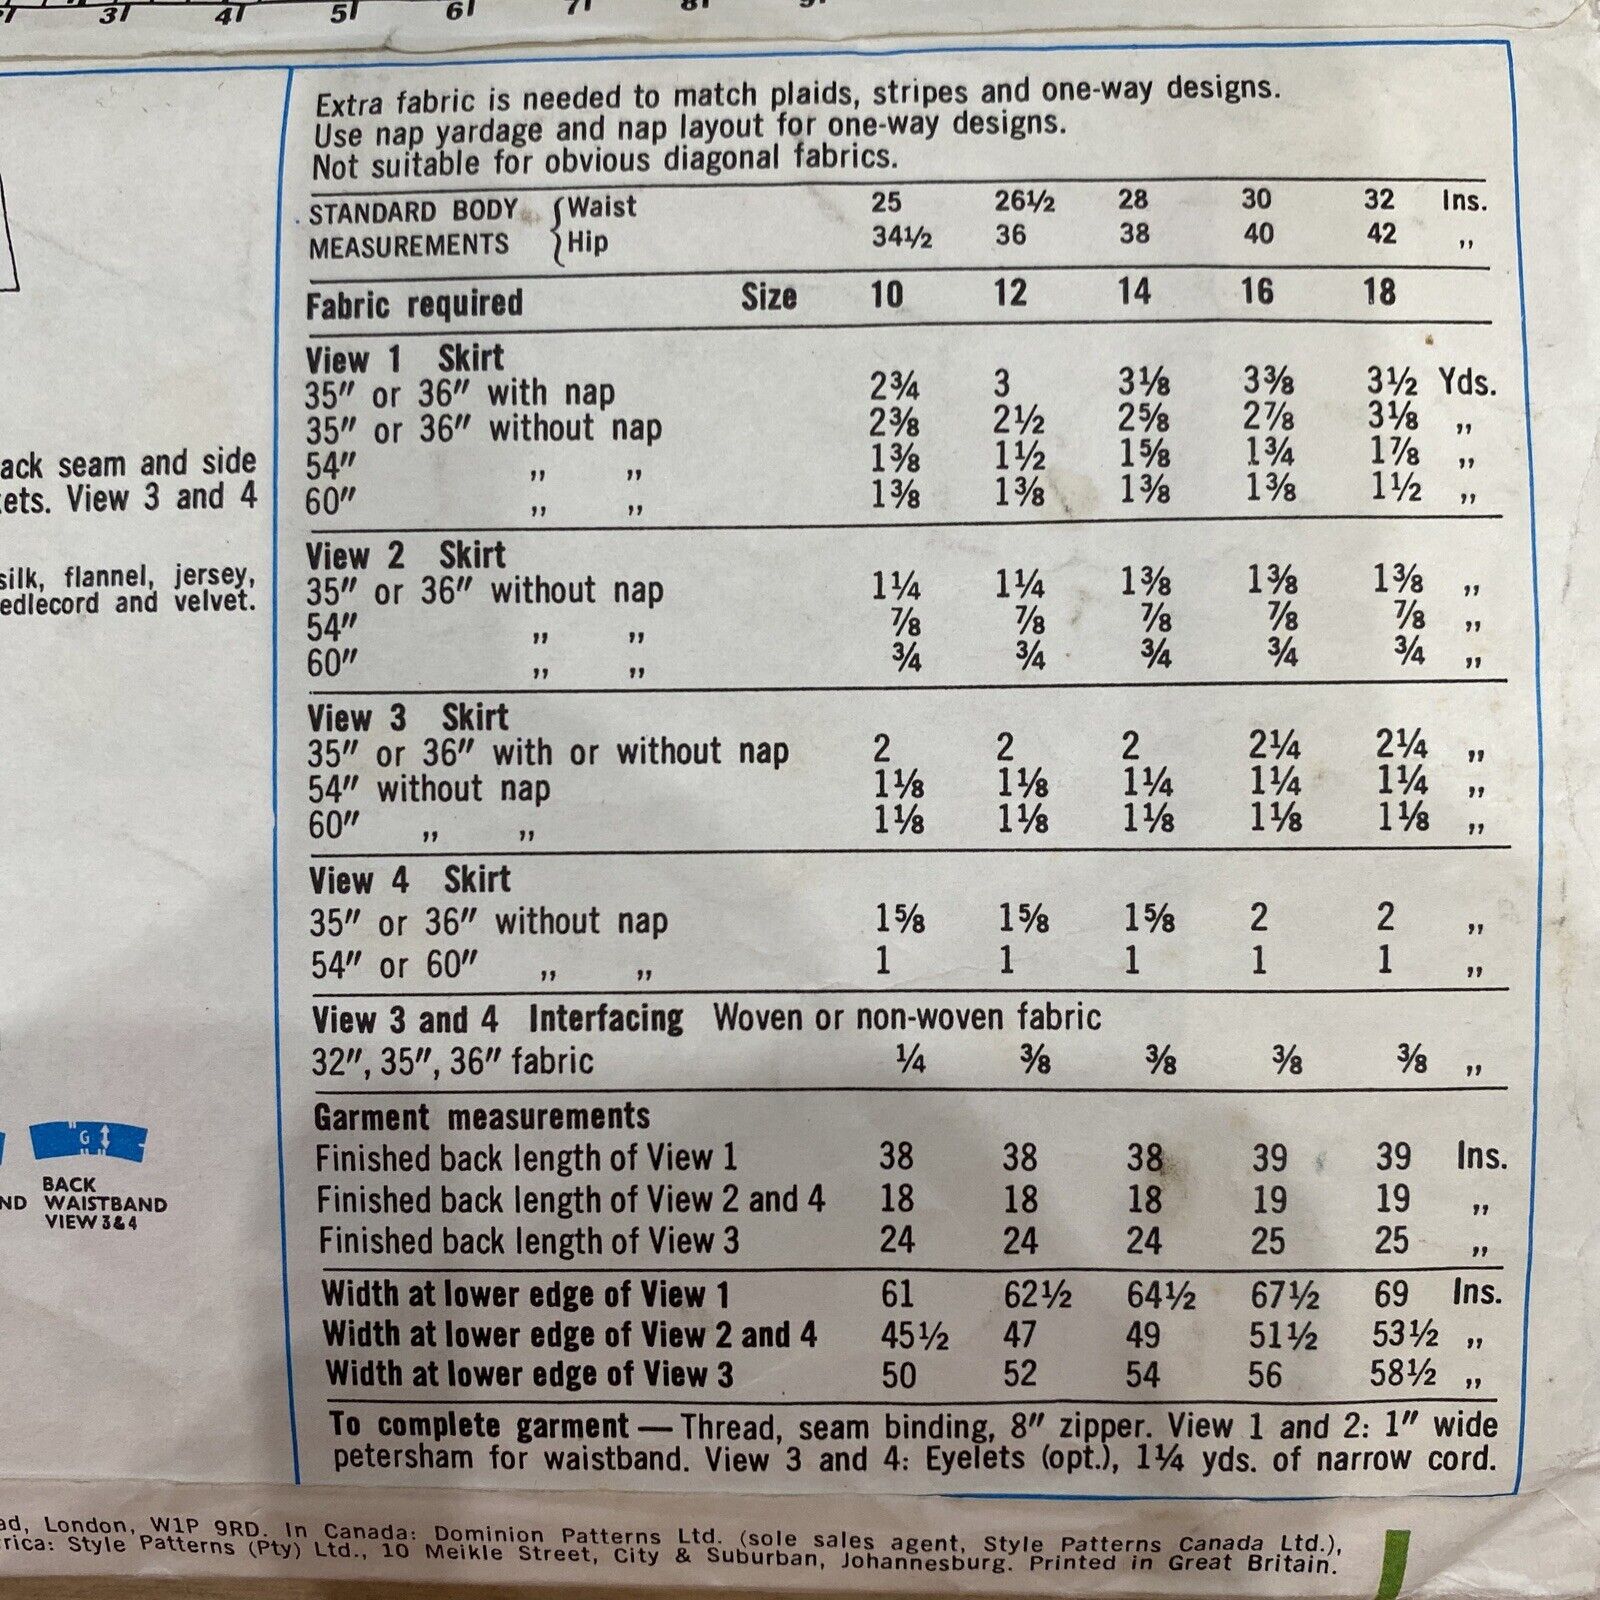 31 41 51 61 71 81
Extra fabric is needed to match plaids, stripes and one-way designs.
Use nap yardage and nap layout for one-way designs.
Not suitable for obvious diagonal fabrics.
STANDARD BODY MEASUREMENTS { Waist 25 26½ 28 30 32 Ins.
Hip 34½ 36 38 40 42 ,,
Fabric required Size 10 12 14 16 18
View 1 Skirt
35" or 36" with nap 2¾ 3 3⅛ 3⅜ 3½ Yds.
35" or 36" without nap 2⅜ 2½ 2⅝ 2⅞ 3⅛ ,,
54" ,, ,, 1⅜ 1½ 1⅝ 1¾ 1⅞ ,,
60" ,, ,, 1⅜ 1⅜ 1⅜ 1⅜ 1½ ,,
View 2 Skirt
35" or 36" without nap 1¼ 1¼ 1⅜ 1⅜ 1⅜ ,,
54" ,, ,, ⅞ ⅞ ⅞ ⅞ ⅞ ,,
60" ,, ,, ¾ ¾ ¾ ¾ ¾ ,,
View 3 Skirt
35" or 36" with or without nap 2 2 2 2¼ 2¼ ,,
54" without nap 1⅛ 1⅛ 1¼ 1¼ 1¼ ,,
60" ,, ,, 1⅛ 1⅛ 1⅛ 1⅛ 1⅛ ,,
View 4 Skirt
35" or 36" without nap 1⅝ 1⅝ 1⅝ 2 2 ,,
54" or 60" ,, ,, 1 1 1 1 1 ,,
View 3 and 4 Interfacing Woven or non-woven fabric
32", 35", 36" fabric ¼ ⅜ ⅜ ⅜ ⅜ ,,
Garment measurements
Finished back length of View 1 38 38 38 39 39 Ins.
Finished back length of View 2 and 4 18 18 18 19 19 ,,
Finished back length of View 3 24 24 24 25 25 ,,
Width at lower edge of View 1 61 62½ 64½ 67½ 69 Ins.
Width at lower edge of View 2 and 4 45½ 47 49 51½ 53½ ,,
Width at lower edge of View 3 50 52 54 56 58½ ,,
To complete garment — Thread, seam binding, 8" zipper. View 1 and 2: 1" wide
petersham for waistband. View 3 and 4: Eyelets (opt.), 1¼ yds. of narrow cord.
ack seam and side
ets. View 3 and 4
silk, flannel, jersey,
edlecord and velvet.
G
BACK
ND WAISTBAND
VIEW 3 & 4
ad, London, W1P 9RD. In Canada: Dominion Patterns Ltd. (sole sales agent, Style Patterns Canada Ltd.),
rica: Style Patterns (Pty) Ltd., 10 Meikle Street, City & Suburban, Johannesburg. Printed in Great Britain.